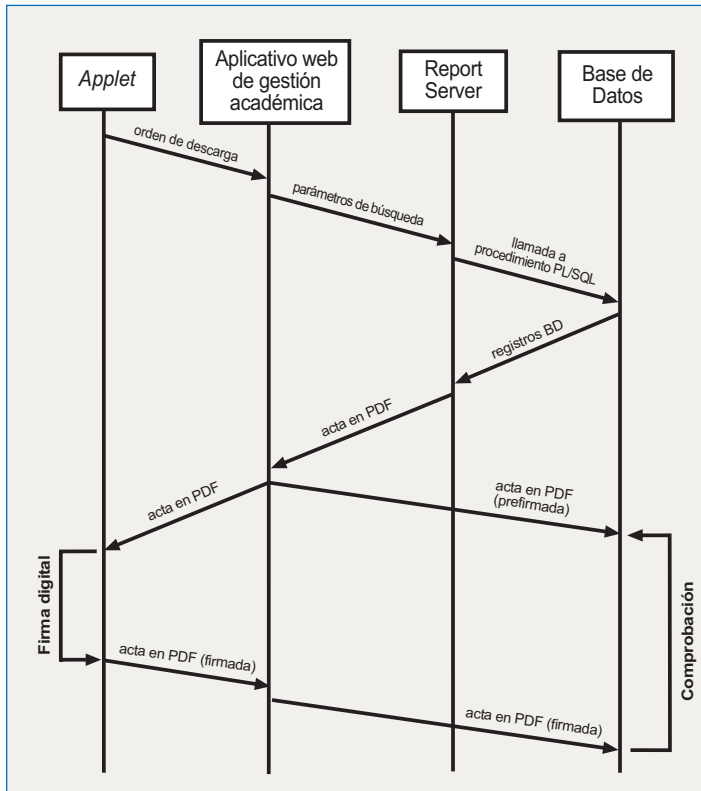 Applet
Aplicativo web
de gestión
académica
Report
Server
Base de
Datos
orden de descarga
parámetros de búsqueda
llamada a
procedimiento PL/SQL
registros BD
acta en PDF
acta en PDF
acta en PDF
(prefirmada)
Firma digital
Comprobación
acta en PDF (firmada)
acta en PDF (firmada)